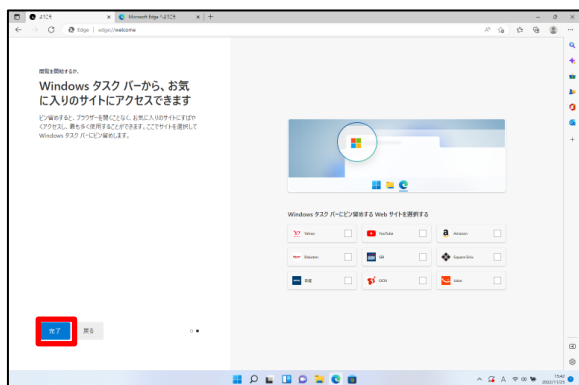 ようこそ
Microsoft Edge へようこそ
Edge | edge://welcome
閲覧を開始するか、
Windows タスク バーから、お気
に入りのサイトにアクセスできます
ピン留めすると、ブラウザーを開くことなく、お気に入りのサイトにすばや
くアクセスし、最も多く使用することができます。ここでサイトを選択して
Windows タスク バーにピン留めします。
Windows タスク バーにピン留めする Web サイトを選択する
Yahoo
YouTube
Amazon
Rakuten
Square Enix
OCN
完了
戻る
15:42
2022/11/25